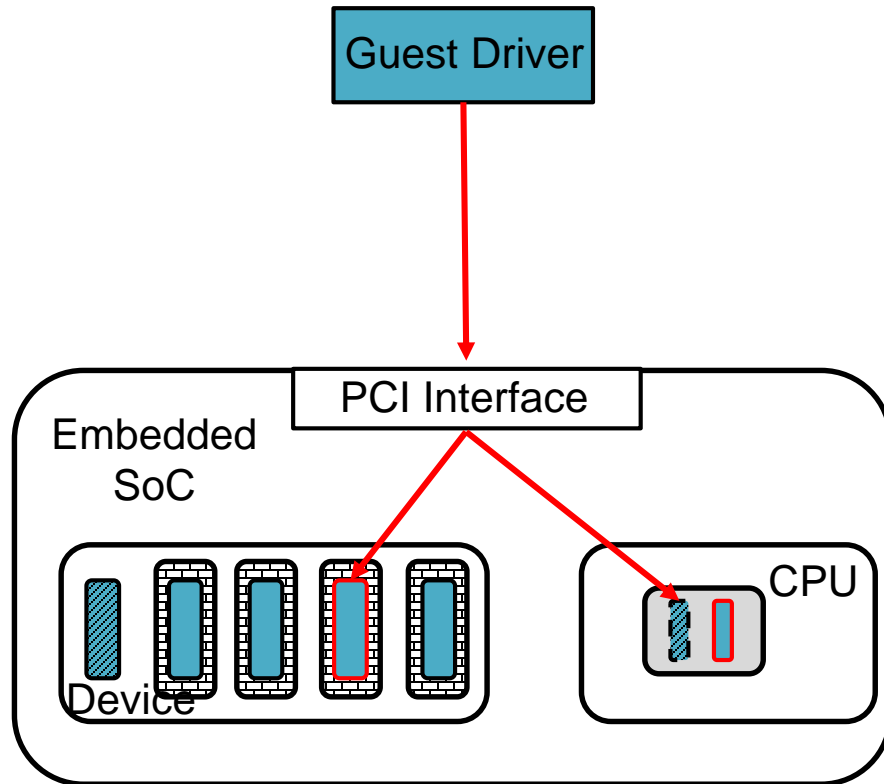 Guest Driver
PCI Interface
Embedded
SoC
CPU
Device